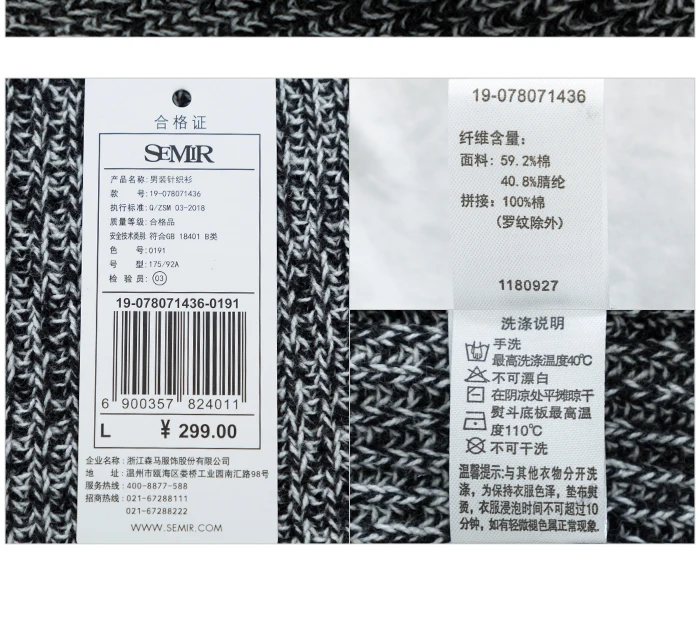 合格证
SEMIR
产品名称:男装针织衫
款 号:19-078071436
执行标准:Q/ZSM 03-2018
质量等级:合格品
安全技术类别:符合GB 18401 B类
色 号:0191
号 型:175/92A
检 验 员:03
19-078071436-0191
6 900357 824011
L ¥ 299.00
企业名称:浙江森马服饰股份有限公司
地 址:温州市瓯海区娄桥工业园南汇路98号
服务热线:400-8877-588
招商热线:021-67288111
021-67288222
WWW.SEMIR.COM
19-078071436
纤维含量:
面料:59.2%棉
40.8%腈纶
拼接:100%棉
(罗纹除外)
1180927
洗涤说明
手洗
最高洗涤温度40℃
不可漂白
在阴凉处平摊晾干
熨斗底板最高温
度110℃
不可干洗
温馨提示:与其他衣物分开洗
涤,为保持衣服色泽,垫布熨
烫,衣服浸泡时间不可超过10
分钟,如有轻微褪色属正常现象.